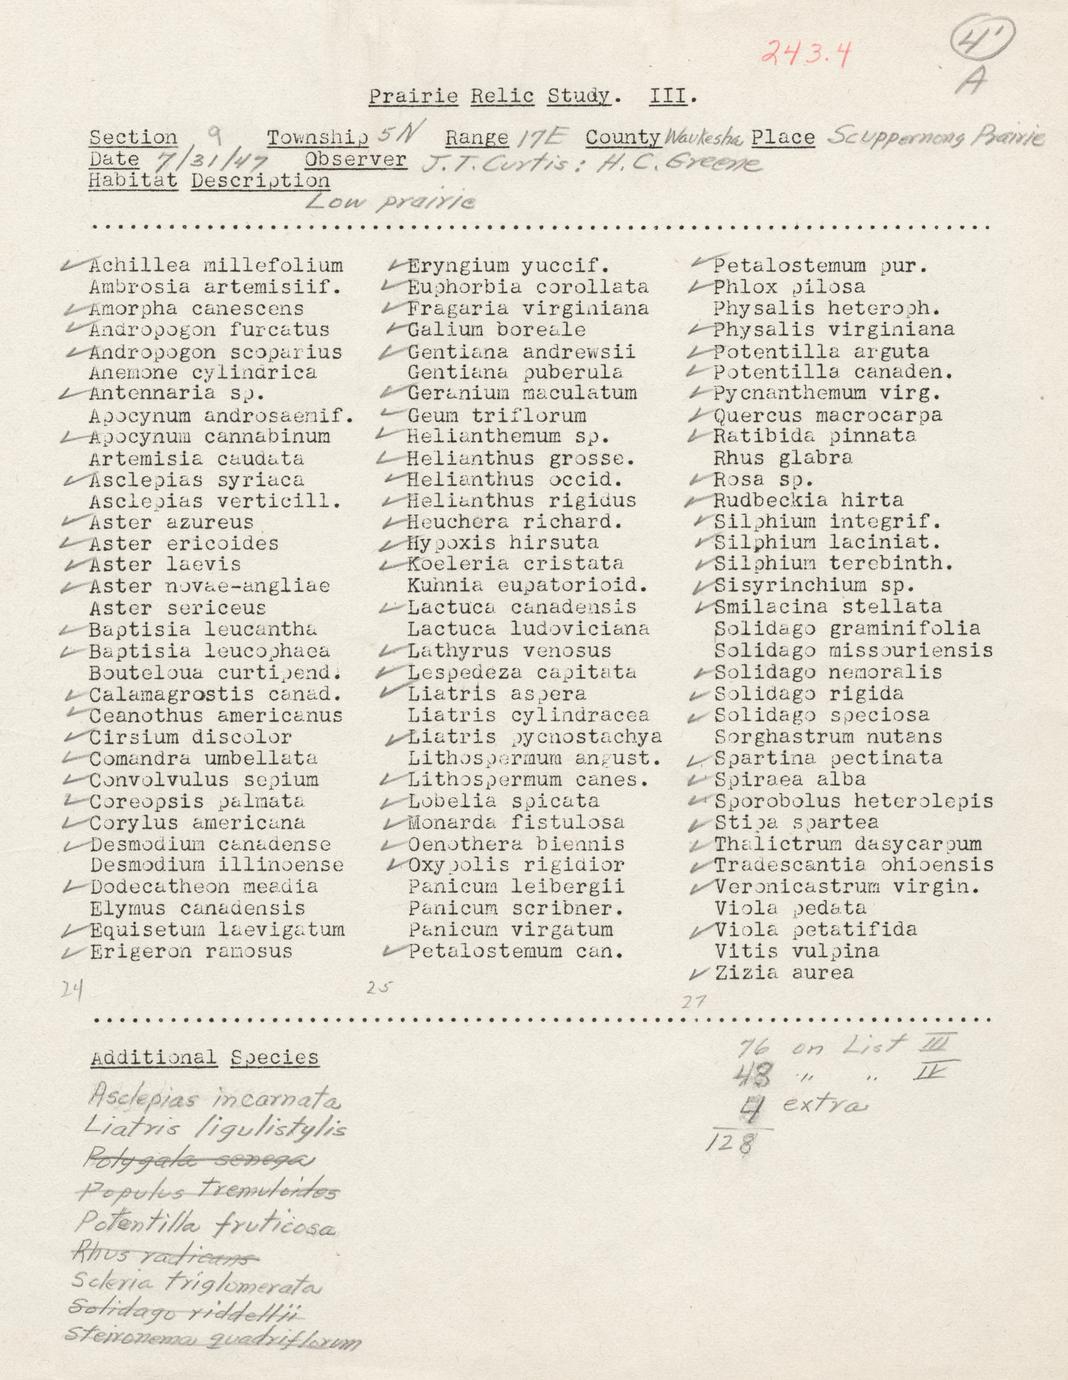 243.4
4'
A
Prairie Relic Study. III.
Section 9 Township 5N Range 17E County Waukesha Place Scuppernong Prairie
Date 7/31/47 Observer J.T. Curtis: H.C. Greene
Habitat Description
Low prairie
✓ Achillea millefolium
Ambrosia artemisiif.
✓ Amorpha canescens
✓ Andropogon furcatus
✓ Andropogon scoparius
Anemone cylindrica
✓ Antennaria sp.
Apocynum androsaemif.
✓ Apocynum cannabinum
Artemisia caudata
✓ Asclepias syriaca
Asclepias verticill.
✓ Aster azureus
✓ Aster ericoides
✓ Aster laevis
✓ Aster novae-angliae
Aster sericeus
✓ Baptisia leucantha
✓ Baptisia leucophaea
Bouteloua curtipend.
✓ Calamagrostis canad.
✓ Ceanothus americanus
✓ Cirsium discolor
✓ Comandra umbellata
✓ Convolvulus sepium
✓ Coreopsis palmata
✓ Corylus americana
✓ Desmodium canadense
Desmodium illinoense
✓ Dodecatheon meadia
Elymus canadensis
✓ Equisetum laevigatum
✓ Erigeron ramosus
24
✓ Eryngium yuccif.
✓ Euphorbia corollata
✓ Fragaria virginiana
✓ Galium boreale
✓ Gentiana andrewsii
Gentiana puberula
✓ Geranium maculatum
✓ Geum triflorum
✓ Helianthemum sp.
✓ Helianthus grosse.
✓ Helianthus occid.
✓ Helianthus rigidus
✓ Heuchera richard.
✓ Hypoxis hirsuta
✓ Koeleria cristata
Kuhnia eupatorioid.
✓ Lactuca canadensis
Lactuca ludoviciana
✓ Lathyrus venosus
✓ Lespedeza capitata
✓ Liatris aspera
Liatris cylindracea
✓ Liatris pycnostachya
Lithospermum angust.
✓ Lithospermum canes.
✓ Lobelia spicata
✓ Monarda fistulosa
✓ Oenothera biennis
✓ Oxypolis rigidior
Panicum leibergii
Panicum scribner.
Panicum virgatum
✓ Petalostemum can.
25
✓ Petalostemum pur.
✓ Phlox pilosa
Physalis heteroph.
✓ Physalis virginiana
✓ Potentilla arguta
✓ Potentilla canaden.
✓ Pycnanthemum virg.
✓ Quercus macrocarpa
✓ Ratibida pinnata
Rhus glabra
✓ Rosa sp.
✓ Rudbeckia hirta
✓ Silphium integrif.
✓ Silphium laciniat.
✓ Silphium terebinth.
✓ Sisyrinchium sp.
✓ Smilacina stellata
Solidago graminifolia
Solidago missouriensis
✓ Solidago nemoralis
✓ Solidago rigida
✓ Solidago speciosa
Sorghastrum nutans
✓ Spartina pectinata
✓ Spiraea alba
✓ Sporobolus heterolepis
✓ Stipa spartea
✓ Thalictrum dasycarpum
✓ Tradescantia ohioensis
✓ Veronicastrum virgin.
Viola pedata
✓ Viola petatifida
Vitis vulpina
✓ Zizia aurea
27
Additional Species
Asclepias incarnata
Liatris ligulistylis
Polygala senega
Populus tremuloides
Potentilla fruticosa
Rhus radicans
Scleria triglomerata
Solidago riddellii
Steironema quadriflorum
76 on List III
48 " " IV
4 extra
128